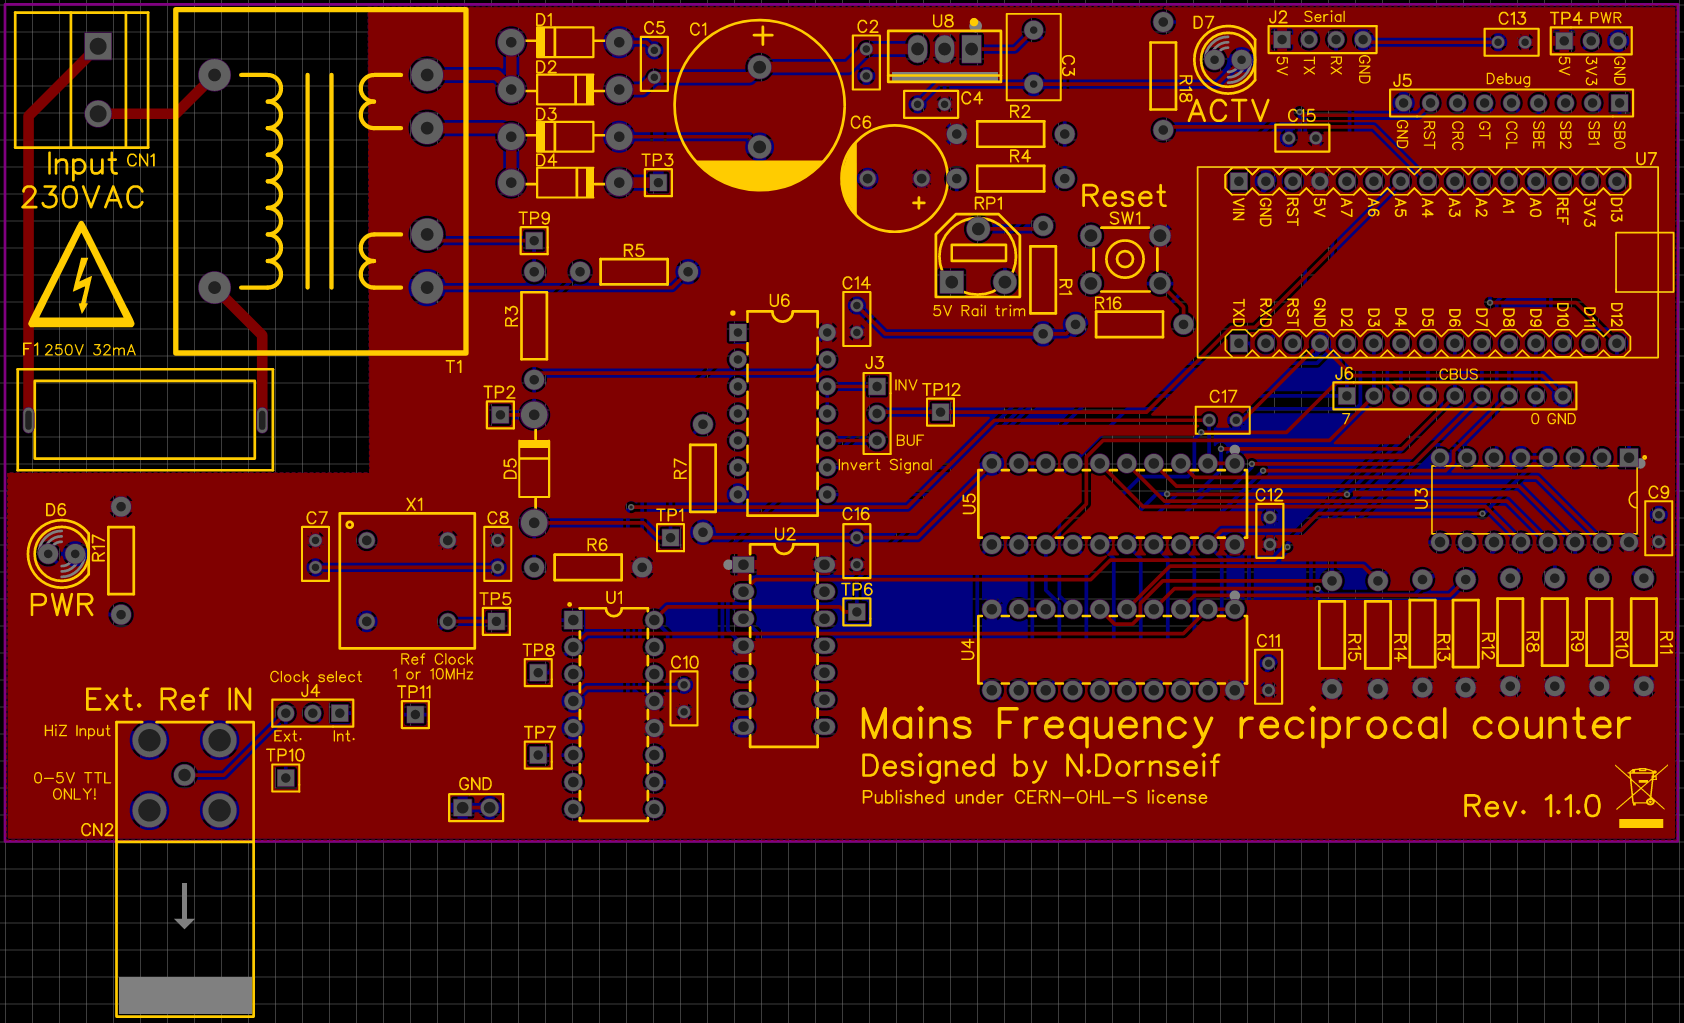 D1
C5
C1
C2
U8
D7
J2 Serial
C13
TP4 PWR
5V
TX
RX
GND
5V
3V3
GND
D2
C3
R18
ACTV
J5
Debug
C4
R2
GND
RST
CRC
GT
CCL
SBE
SB2
SB1
SB0
C15
D3
C6
Input
CN1
230VAC
D4
TP3
R4
U7
Reset
SW1
RP1
VIN
GND
RST
5V
A7
A6
A5
A4
A3
A2
A1
A0
REF
3V3
D13
TP9
R5
R3
R1
C14
U6
R16
5V Rail trim
TXD
RXD
RST
GND
D2
D3
D4
D5
D6
D7
D8
D9
D10
D11
D12
F1 250V 32mA
T1
J3
INV
TP12
BUF
Invert Signal
J6
CBUS
7
0 GND
C17
TP2
D5
R7
D6
R17
PWR
C7
X1
C8
TP1
U5
C12
U3
C9
R6
U2
C16
TP6
TP5
U1
Ref Clock
1 or 10MHz
TP8
C10
U4
C11
R15
R14
R13
R12
R8
R9
R10
R11
Clock select
J4
Ext.
Int.
TP11
Ext. Ref IN
HiZ Input
TP10
0-5V TTL
ONLY!
CN2
TP7
GND
Mains Frequency reciprocal counter
Designed by N.Dornseif
Published under CERN-OHL-S license
Rev. 1.1.0